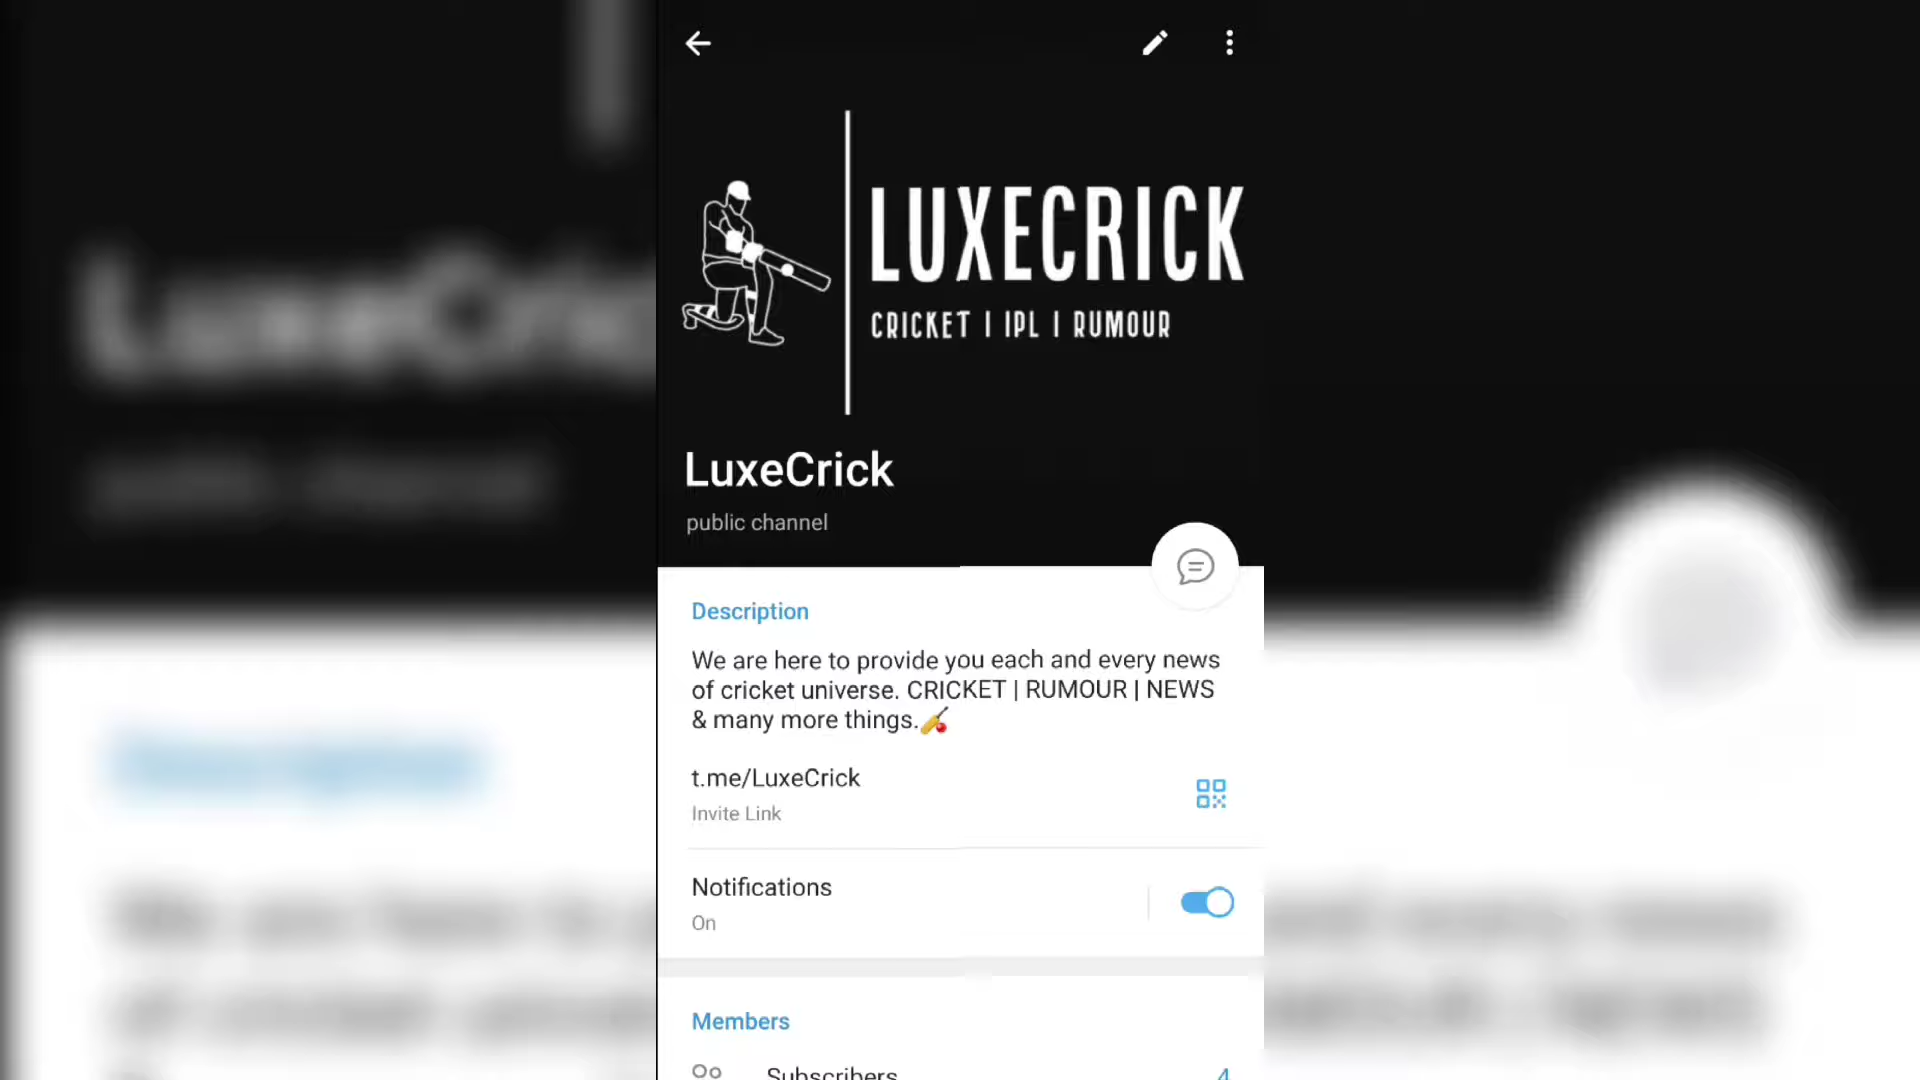 LUXECRICK
CRICKET | IPL | RUMOUR
LuxeCrick
public channel
Description
We are here to provide you each and every news
of cricket universe. CRICKET | RUMOUR | NEWS
& many more things.🏏
t.me/LuxeCrick
Invite Link
Notifications
On
Members
Subscribers 4